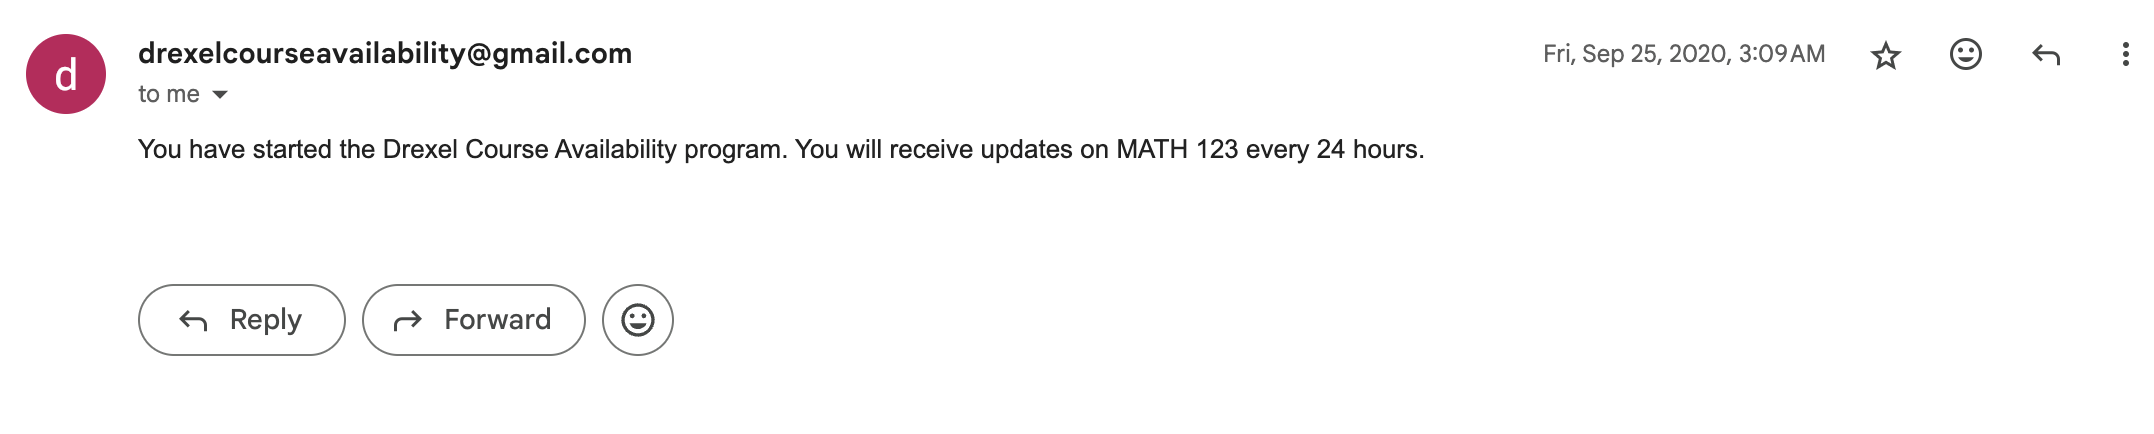 d
drexelcourseavailability@gmail.com
Fri, Sep 25, 2020, 3:09 AM
to me
You have started the Drexel Course Availability program. You will receive updates on MATH 123 every 24 hours.
Reply
Forward